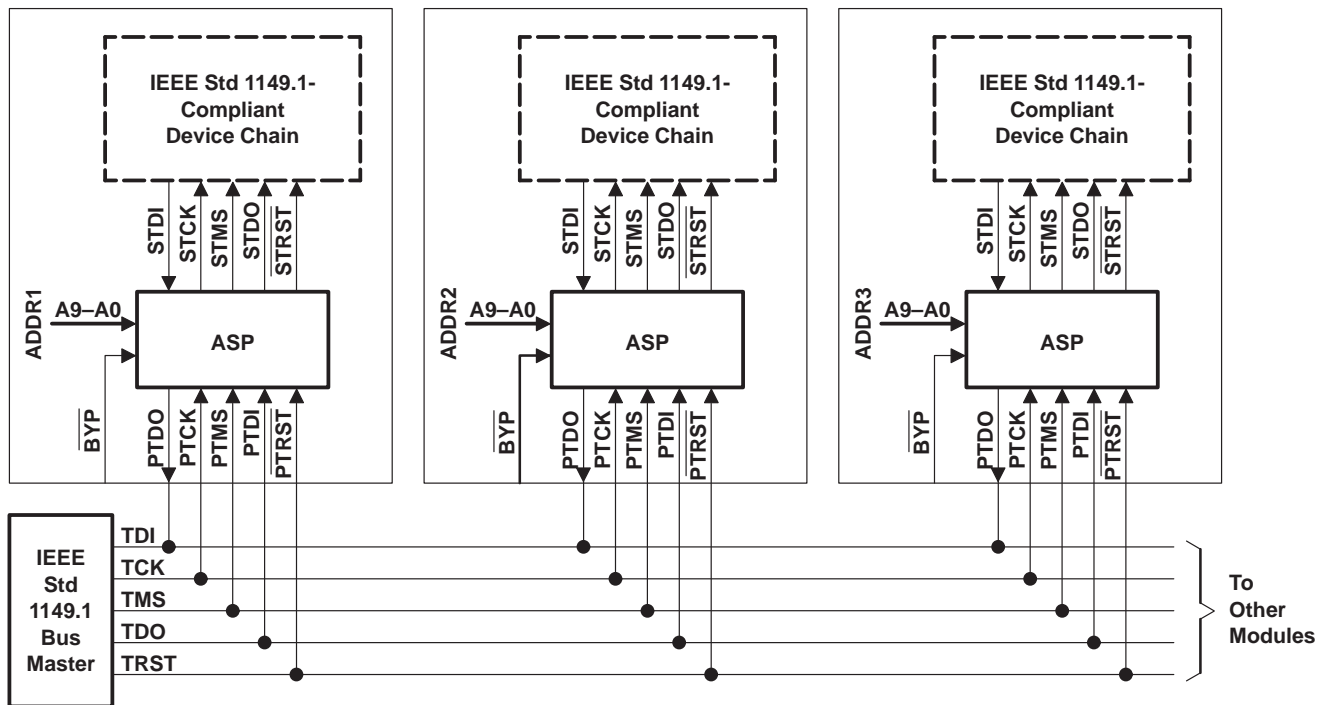 IEEE Std 1149.1-
Compliant
Device Chain
IEEE Std 1149.1-
Compliant
Device Chain
IEEE Std 1149.1-
Compliant
Device Chain
STDI
STCK
STMS
STDO
STRST
STDI
STCK
STMS
STDO
STRST
STDI
STCK
STMS
STDO
STRST
ADDR1
A9–A0
ASP
ADDR2
A9–A0
ASP
ADDR3
A9–A0
ASP
BYP
PTDO
PTCK
PTMS
PTDI
PTRST
BYP
PTDO
PTCK
PTMS
PTDI
PTRST
BYP
PTDO
PTCK
PTMS
PTDI
PTRST
IEEE
Std
1149.1
Bus
Master
TDI
TCK
TMS
TDO
TRST
To
Other
Modules